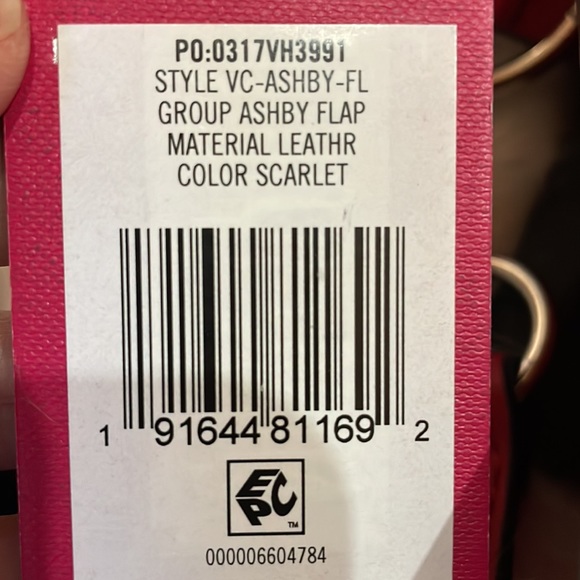 PO:0317VH3991
STYLE VC-ASHBY-FL
GROUP ASHBY FLAP
MATERIAL LEATHR
COLOR SCARLET
1 91644 81169 2
EPC TM
000006604784